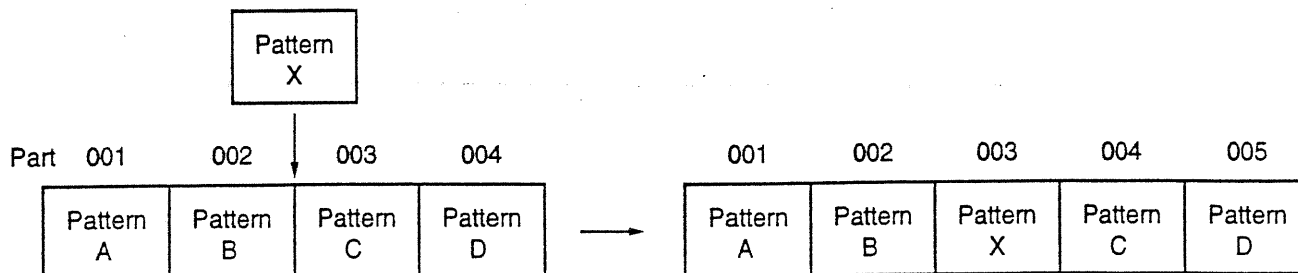 Pattern
X
Part 001 002 003 004 001 002 003 004 005
Pattern Pattern Pattern Pattern Pattern Pattern Pattern Pattern Pattern
A B C D A B X C D